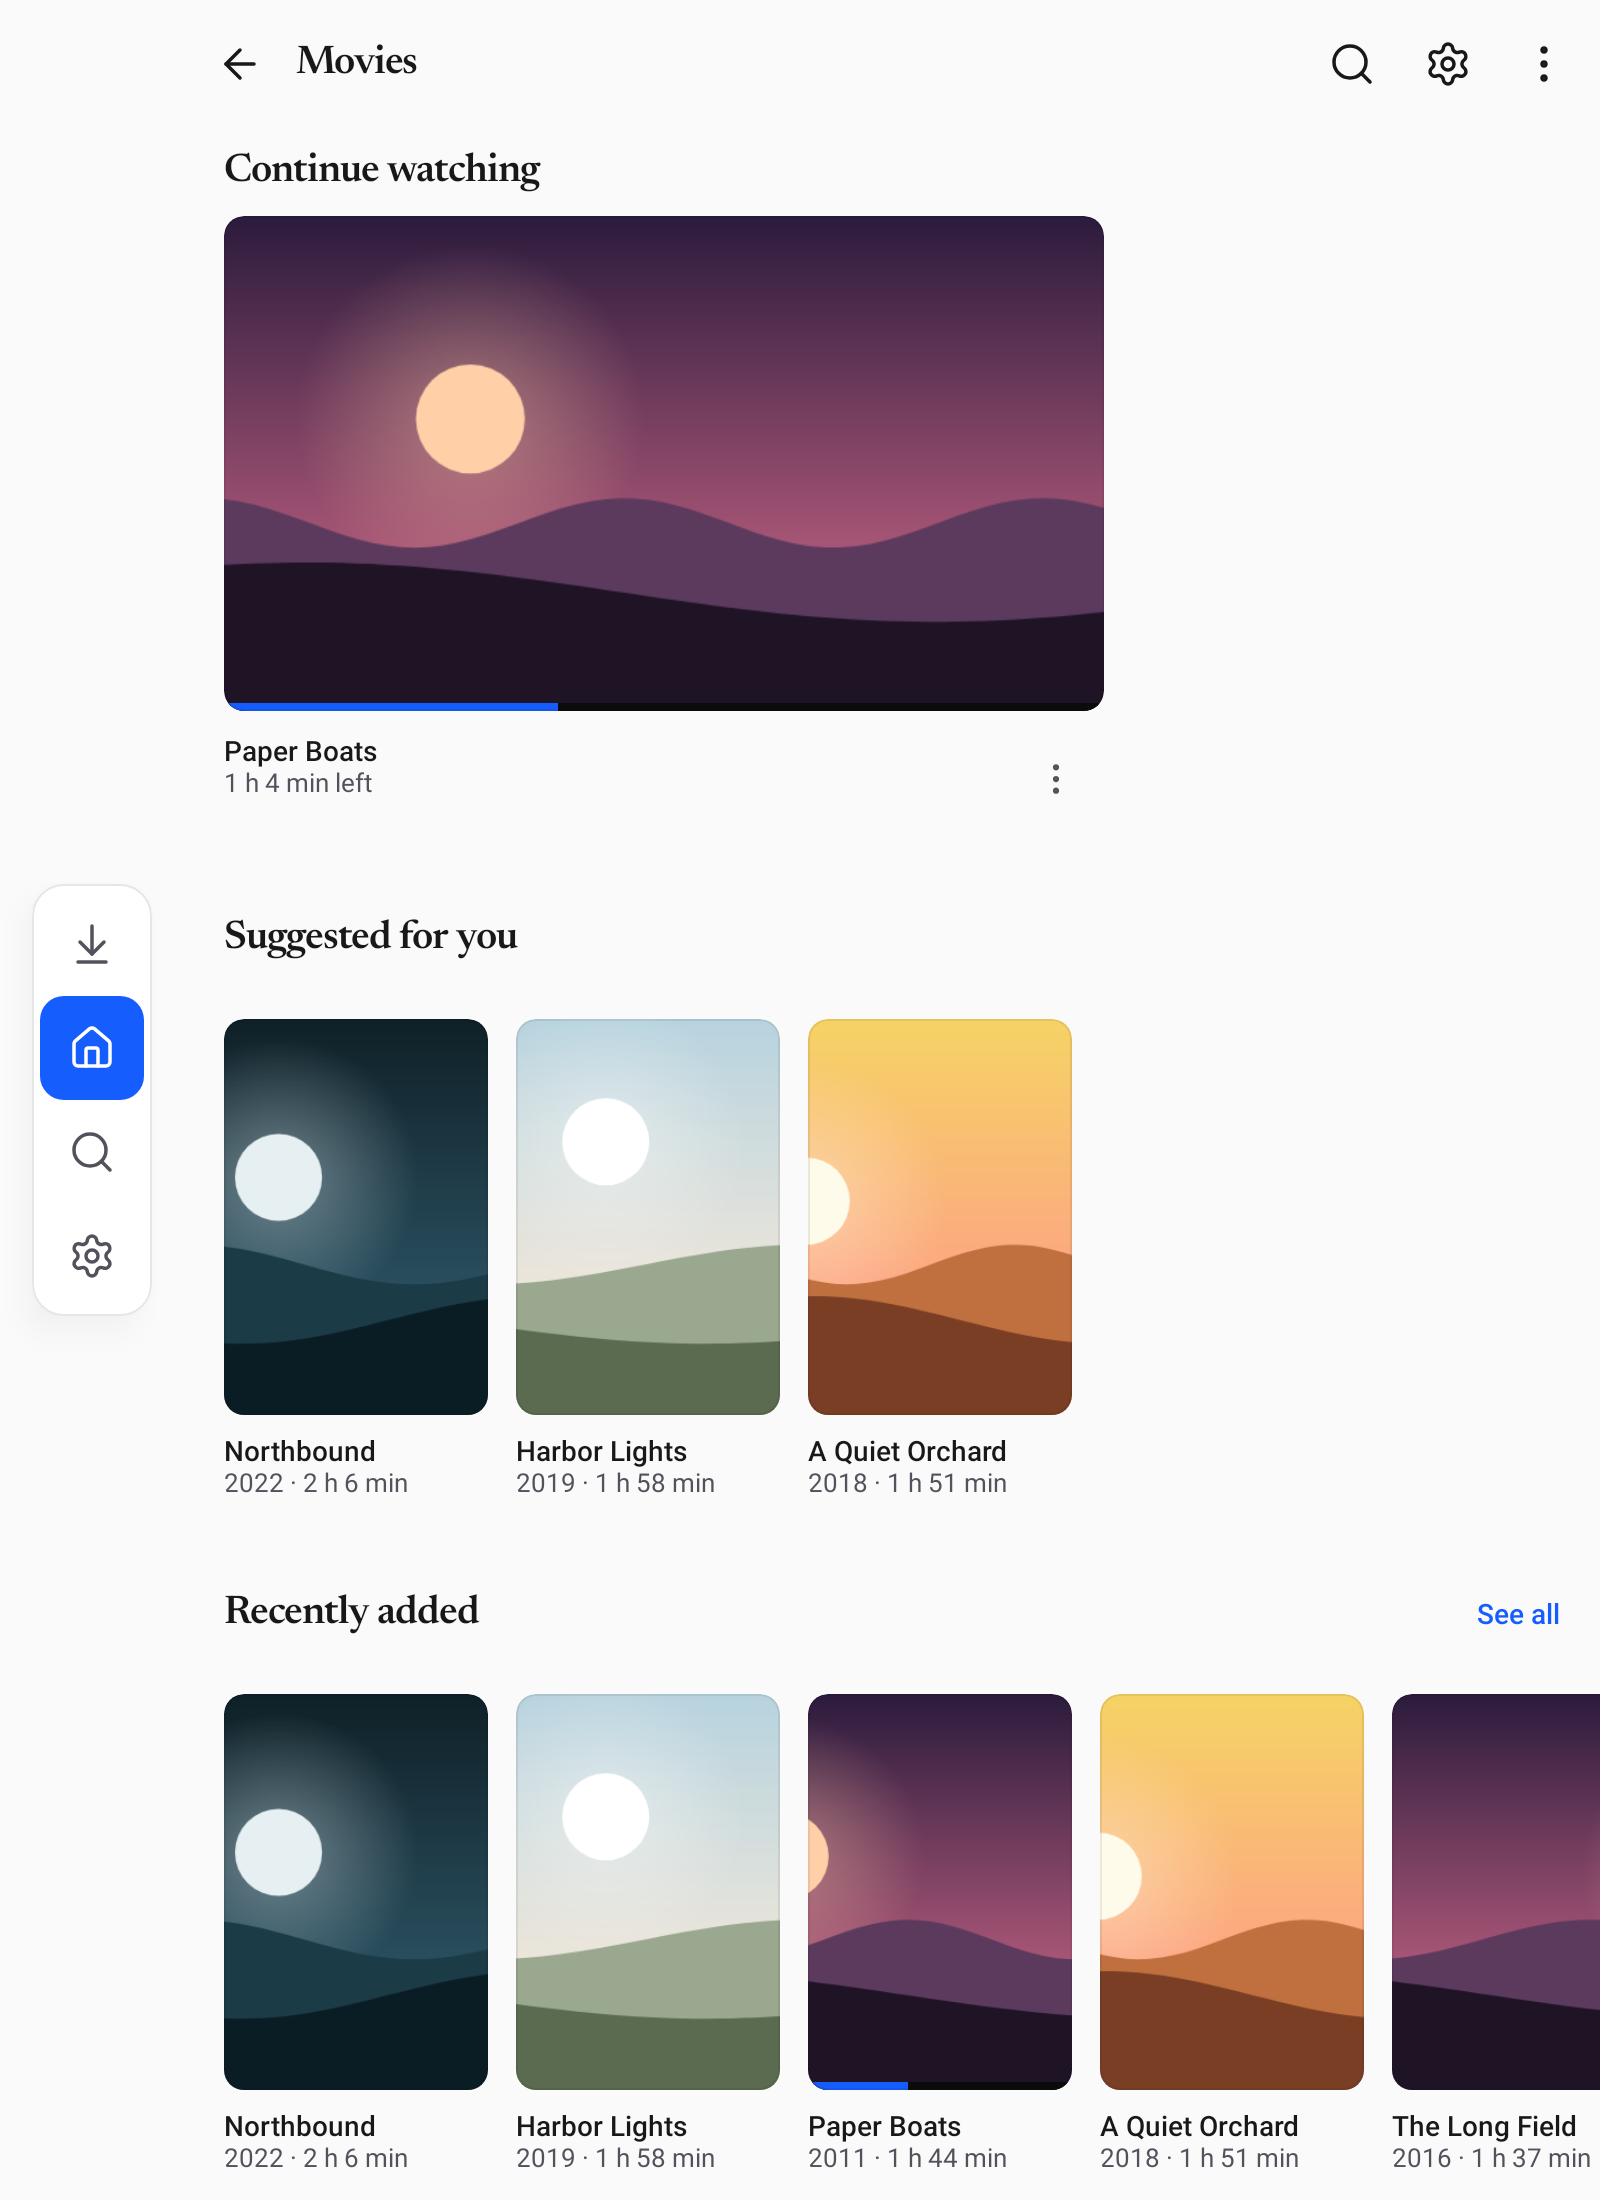 Movies
Continue watching
Paper Boats
1 h 4 min left
Suggested for you
Northbound
2022 · 2 h 6 min
Harbor Lights
2019 · 1 h 58 min
A Quiet Orchard
2018 · 1 h 51 min
Recently added
See all
Northbound
2022 · 2 h 6 min
Harbor Lights
2019 · 1 h 58 min
Paper Boats
2011 · 1 h 44 min
A Quiet Orchard
2018 · 1 h 51 min
The Long Field
2016 · 1 h 37 min